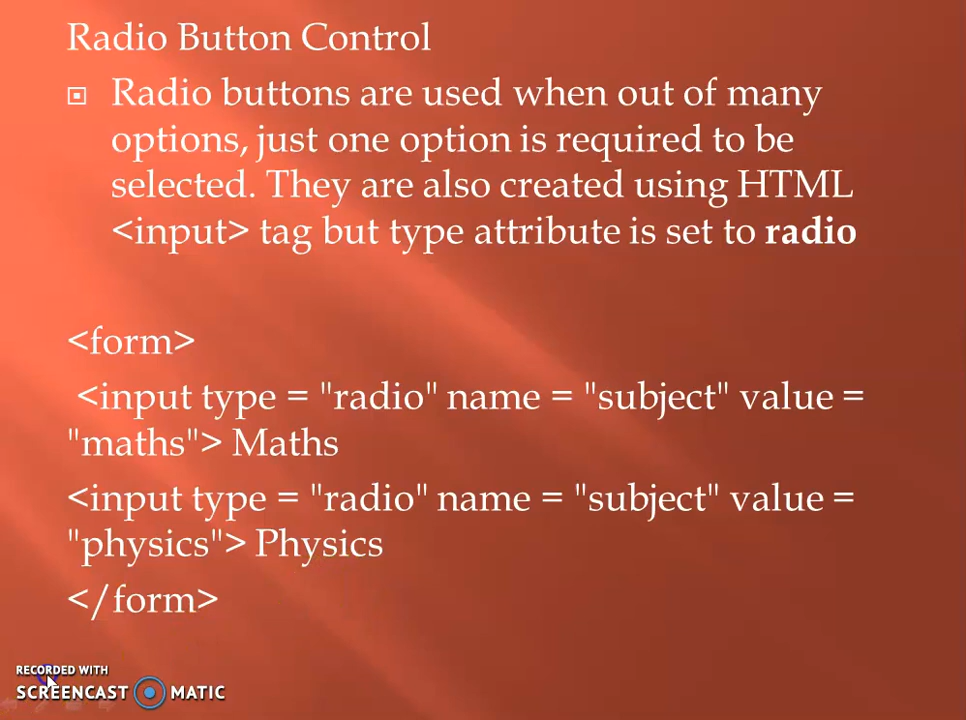 Radio Button Control
Radio buttons are used when out of many
options, just one option is required to be
selected. They are also created using HTML
<input> tag but type attribute is set to radio
<form>
<input type = "radio" name = "subject" value =
"maths"> Maths
<input type = "radio" name = "subject" value =
"physics"> Physics
</form>
RECORDED WITH
SCREENCAST MATIC